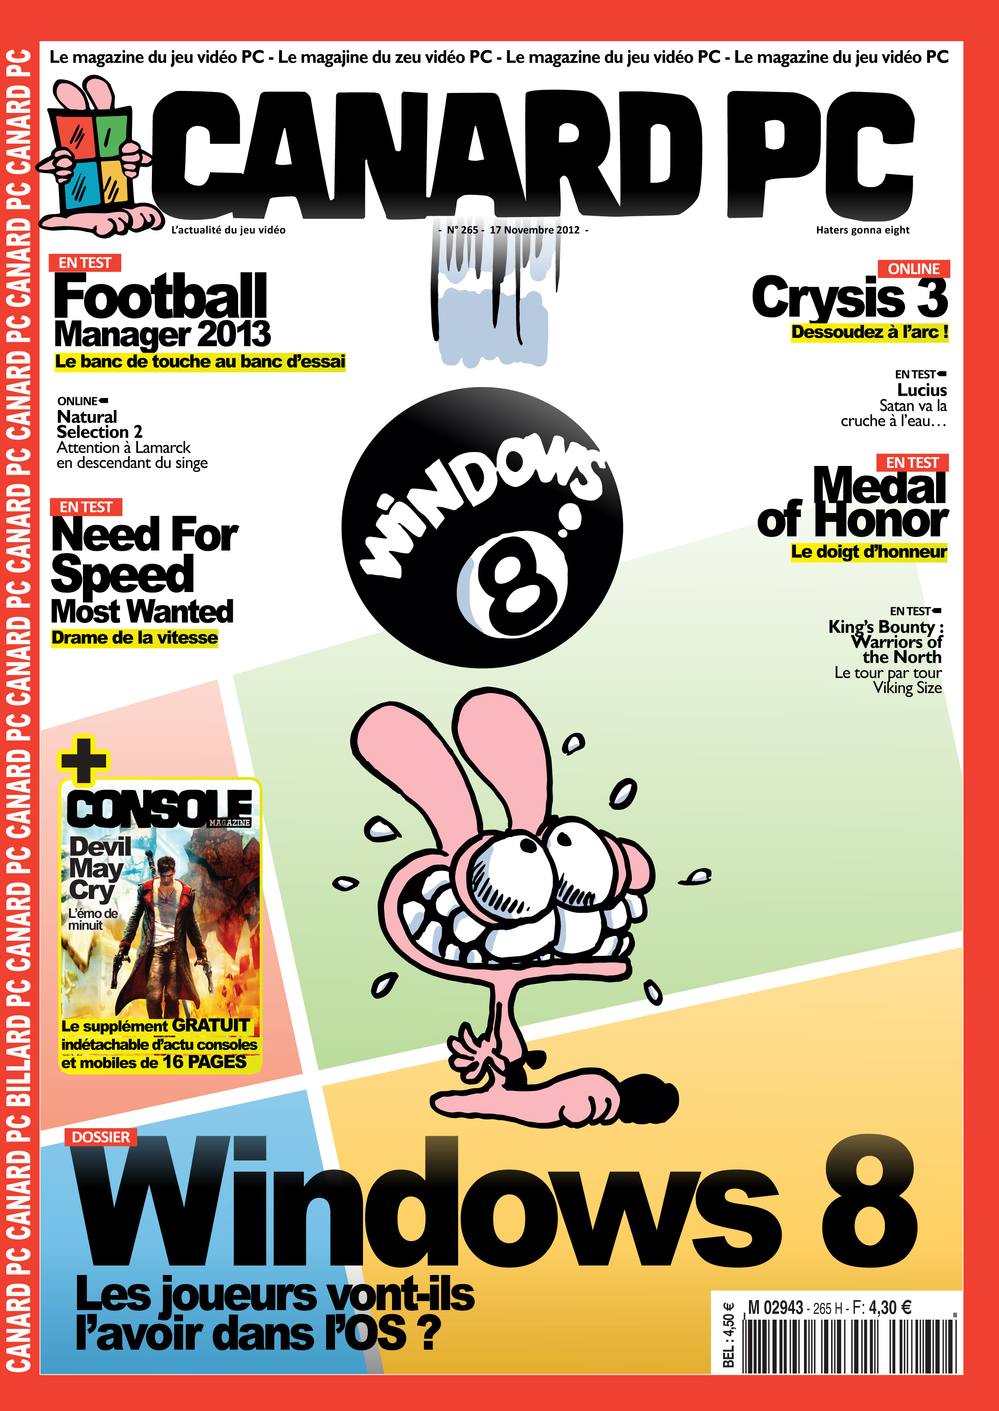 Le magazine du jeu vidéo PC - Le magajine du zeu vidéo PC - Le magazine du jeu vidéo PC - Le magazine du jeu vidéo PC
CANARD PC
L'actualité du jeu vidéo
- N° 265 - 17 Novembre 2012 -
Haters gonna eight
EN TEST
Football
Manager 2013
Le banc de touche au banc d'essai
ONLINE
Natural
Selection 2
Attention à Lamarck
en descendant du singe
EN TEST
Need For
Speed
Most Wanted
Drame de la vitesse
ONLINE
Crysis 3
Dessoudez à l'arc !
EN TEST
Lucius
Satan va la
cruche à l'eau...
EN TEST
Medal
of Honor
Le doigt d'honneur
EN TEST
King's Bounty :
Warriors of
the North
Le tour par tour
Viking Size
WiNDOWS
8
+
CONSOLE
MAGAZINE
Devil
May
Cry
L'émo de
minuit
Le supplément GRATUIT
indétachable d'actu consoles
et mobiles de 16 PAGES
DOSSIER
Windows 8
Les joueurs vont-ils
l'avoir dans l'OS ?
BEL : 4,50 €
M 02943 - 265 H - F: 4,30 €
CANARD PC CANARD PC BILLARD PC CANARD PC CANARD PC CANARD PC CANARD PC CANARD PC CANARD PC CANARD PC CANARD PC